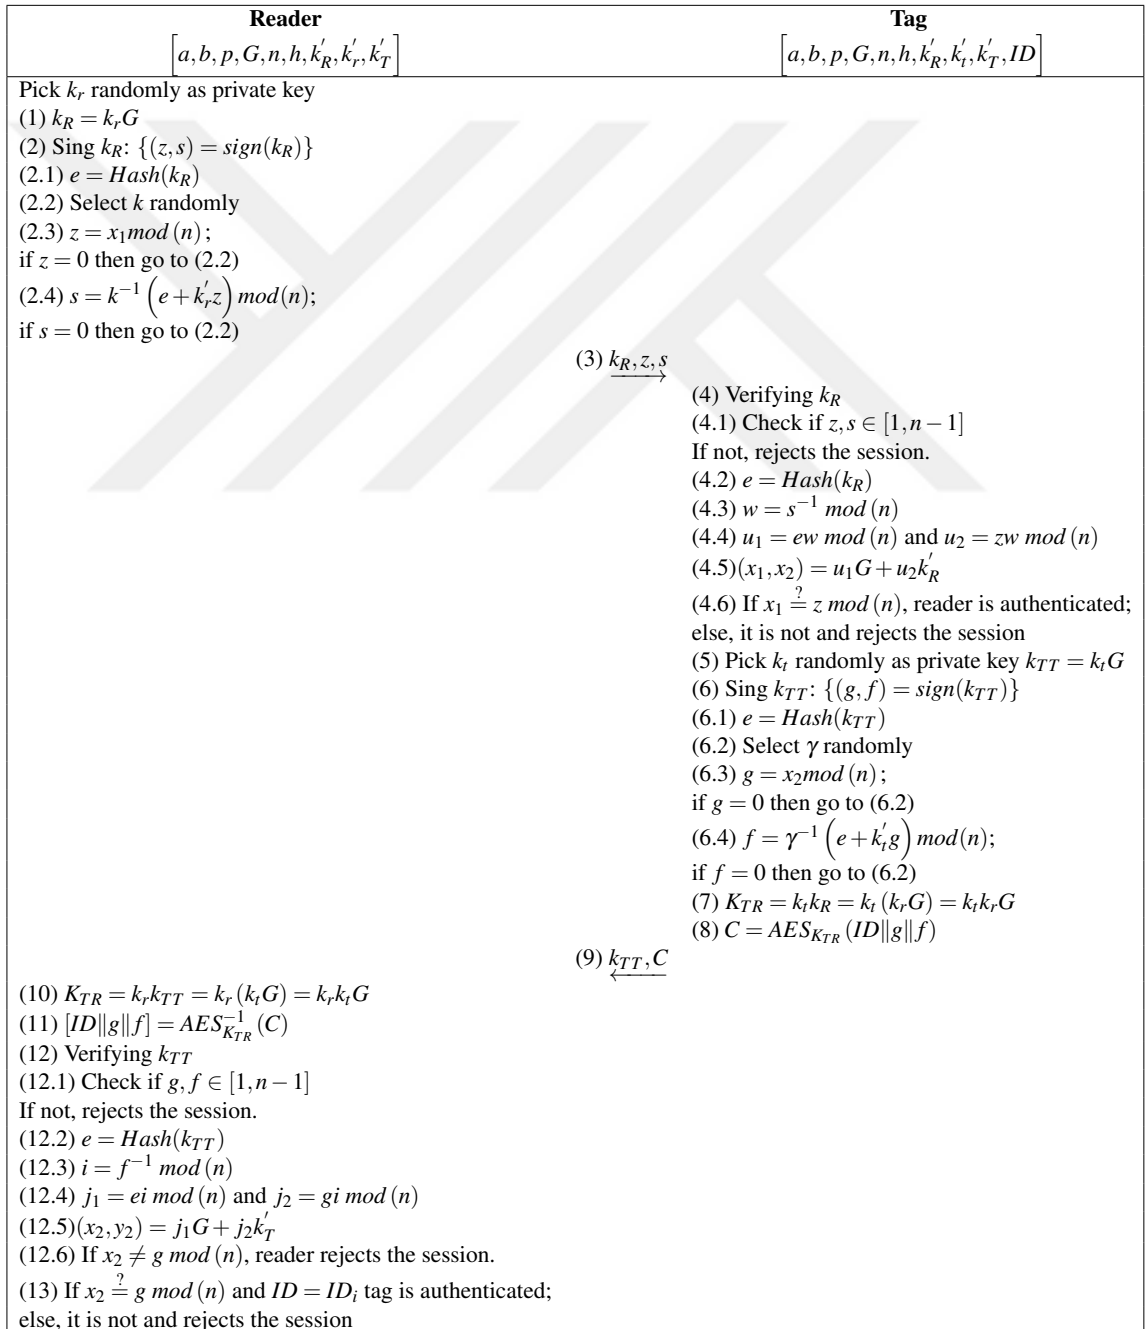 Reader Tag
[a, b, p, G, n, h, k'_R, k'_r, k'_T] [a, b, p, G, n, h, k'_R, k'_t, k'_T, ID]
Pick k_r randomly as private key
(1) k_R = k_rG
(2) Sing k_R: {(z, s) = sign(k_R)}
(2.1) e = Hash(k_R)
(2.2) Select k randomly
(2.3) z = x_1 mod (n);
if z = 0 then go to (2.2)
(2.4) s = k^{-1} (e + k'_r z) mod(n);
if s = 0 then go to (2.2)
(3) k_R, z, s →
(4) Verifying k_R
(4.1) Check if z, s ∈ [1, n − 1]
If not, rejects the session.
(4.2) e = Hash(k_R)
(4.3) w = s^{-1} mod (n)
(4.4) u_1 = ew mod (n) and u_2 = zw mod (n)
(4.5)(x_1, x_2) = u_1G + u_2k'_R
(4.6) If x_1 ≟ z mod (n), reader is authenticated;
else, it is not and rejects the session
(5) Pick k_t randomly as private key k_TT = k_tG
(6) Sing k_TT: {(g, f) = sign(k_TT)}
(6.1) e = Hash(k_TT)
(6.2) Select γ randomly
(6.3) g = x_2 mod (n);
if g = 0 then go to (6.2)
(6.4) f = γ^{-1} (e + k'_t g) mod(n);
if f = 0 then go to (6.2)
(7) K_TR = k_t k_R = k_t (k_rG) = k_t k_rG
(8) C = AES_{K_TR} (ID||g||f)
(9) k_TT, C ←
(10) K_TR = k_r k_TT = k_r (k_tG) = k_r k_tG
(11) [ID||g||f] = AES^{-1}_{K_TR} (C)
(12) Verifying k_TT
(12.1) Check if g, f ∈ [1, n − 1]
If not, rejects the session.
(12.2) e = Hash(k_TT)
(12.3) i = f^{-1} mod (n)
(12.4) j_1 = ei mod (n) and j_2 = gi mod (n)
(12.5)(x_2, y_2) = j_1G + j_2k'_T
(12.6) If x_2 ≠ g mod (n), reader rejects the session.
(13) If x_2 ≟ g mod (n) and ID = ID_i tag is authenticated;
else, it is not and rejects the session